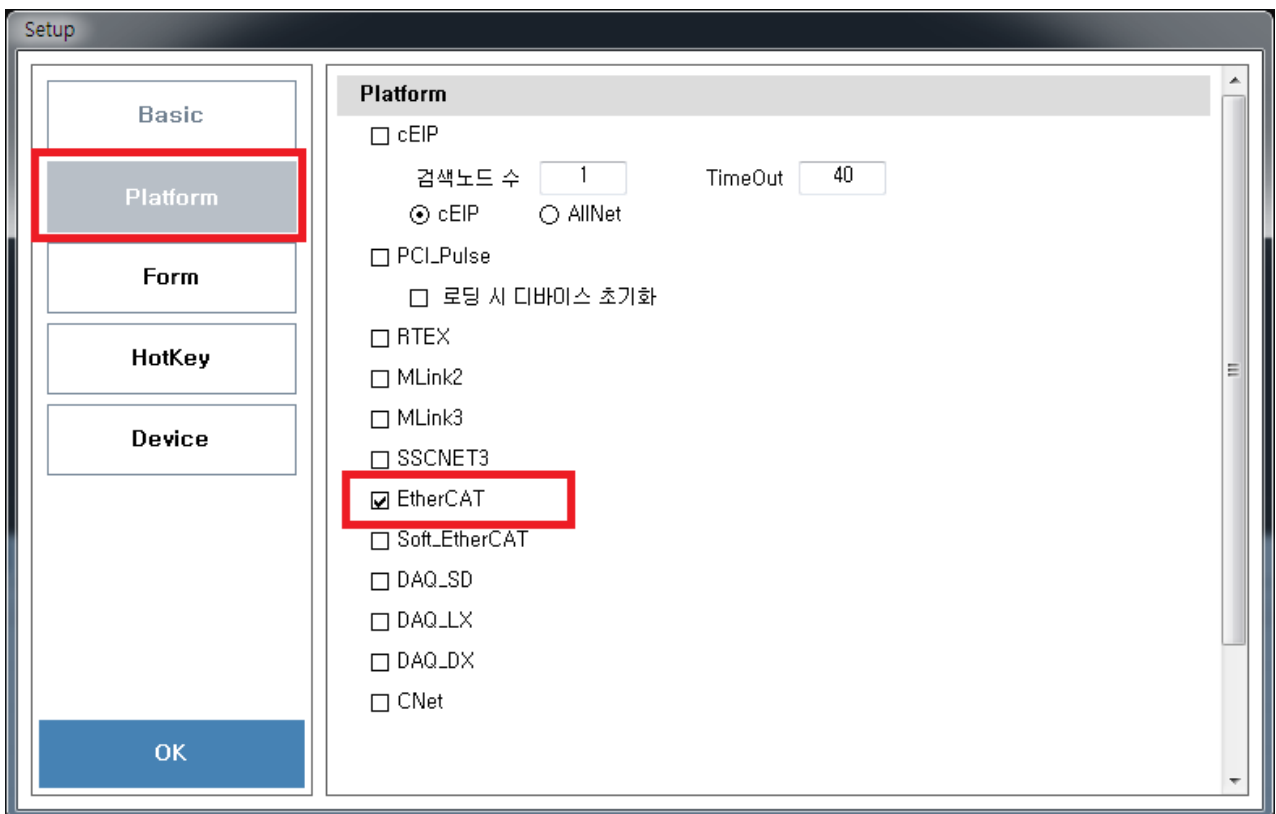 Setup
Basic
Platform
Form
HotKey
Device
OK
Platform
cEIP
검색노드 수 1 TimeOut 40
cEIP AllNet
PCI_Pulse
로딩 시 디바이스 초기화
RTEX
MLink2
MLink3
SSCNET3
EtherCAT
Soft_EtherCAT
DAQ_SD
DAQ_LX
DAQ_DX
CNet